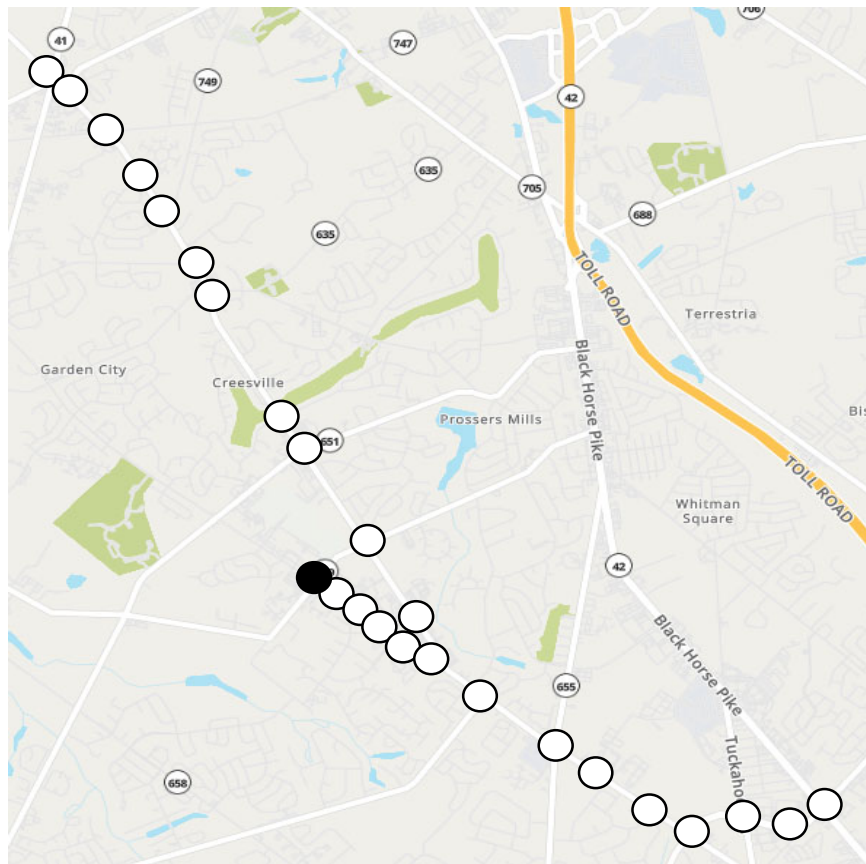 706
41
747
749
42
635
705
688
635
TOLL ROAD
Terrestria
Garden City
Creesville
Black Horse Pike
Prossers Mills
651
TOLL ROAD
Whitman
Square
42
Black Horse Pike
655
Tuckaho
658